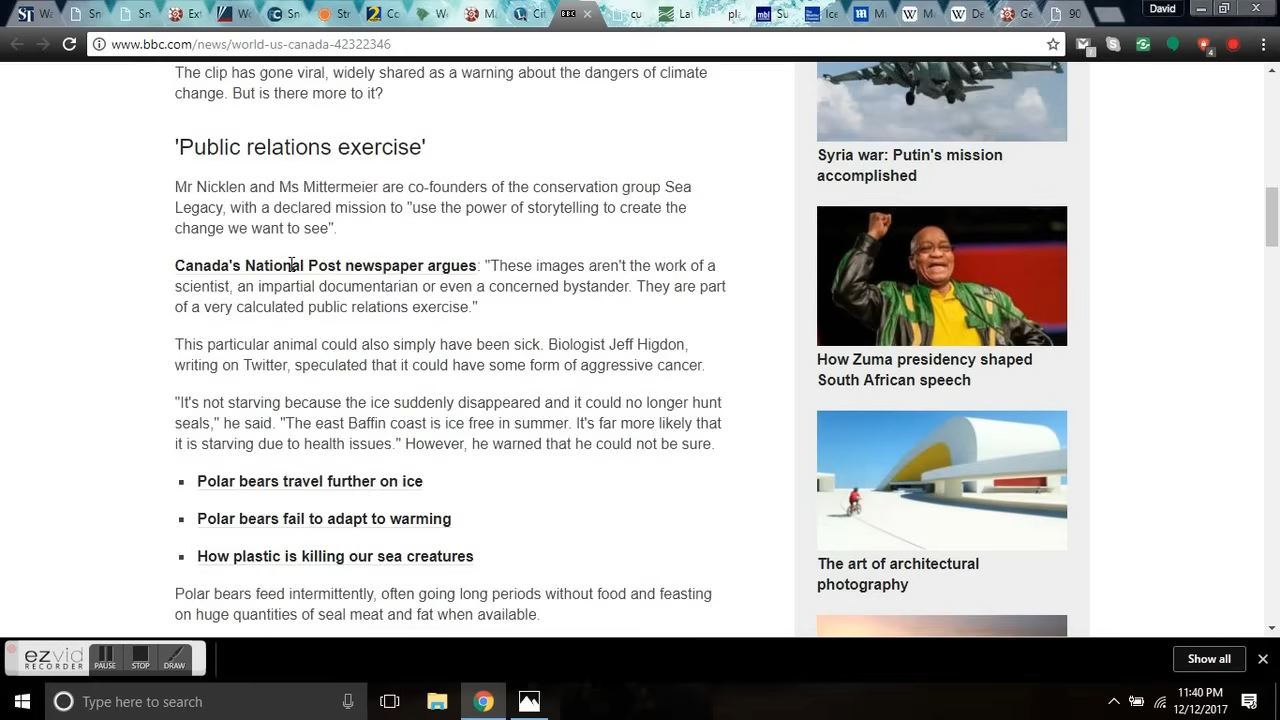 David
www.bbc.com/news/world-us-canada-42322346
The clip has gone viral, widely shared as a warning about the dangers of climate
change. But is there more to it?
'Public relations exercise'
Mr Nicklen and Ms Mittermeier are co-founders of the conservation group Sea
Legacy, with a declared mission to "use the power of storytelling to create the
change we want to see".
Canada's National Post newspaper argues: "These images aren't the work of a
scientist, an impartial documentarian or even a concerned bystander. They are part
of a very calculated public relations exercise."
This particular animal could also simply have been sick. Biologist Jeff Higdon,
writing on Twitter, speculated that it could have some form of aggressive cancer.
"It's not starving because the ice suddenly disappeared and it could no longer hunt
seals," he said. "The east Baffin coast is ice free in summer. It's far more likely that
it is starving due to health issues." However, he warned that he could not be sure.
Polar bears travel further on ice
Polar bears fail to adapt to warming
How plastic is killing our sea creatures
Polar bears feed intermittently, often going long periods without food and feasting
on huge quantities of seal meat and fat when available.
Syria war: Putin's mission
accomplished
How Zuma presidency shaped
South African speech
The art of architectural
photography
ezvid
RECORDER
PAUSE
STOP
DRAW
Show all
Type here to search
11:40 PM
12/12/2017